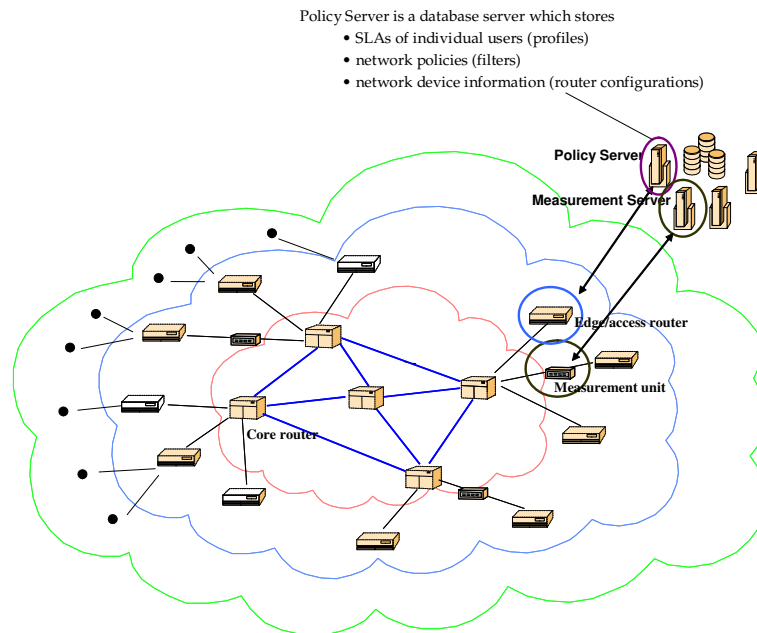 Policy Server is a database server which stores
• SLAs of individual users (profiles)
• network policies (filters)
• network device information (router configurations)
Policy Server
Measurement Server
Edge/access router
Measurement unit
Core router